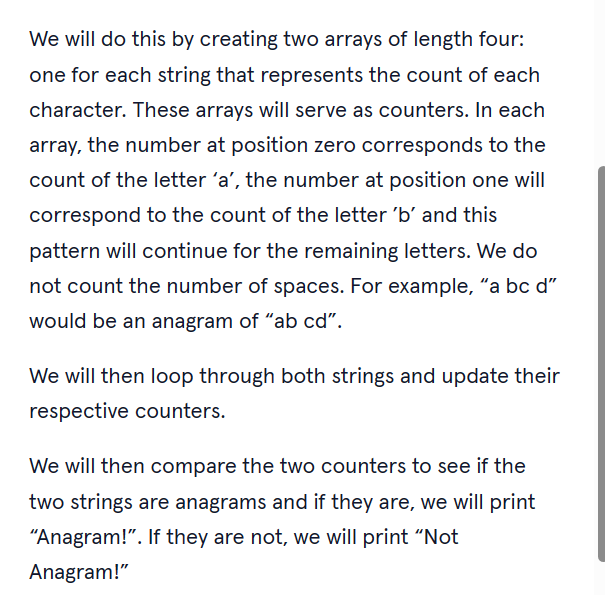 We will do this by creating two arrays of length four:
one for each string that represents the count of each
character. These arrays will serve as counters. In each
array, the number at position zero corresponds to the
count of the letter ‘a’, the number at position one will
correspond to the count of the letter ’b’ and this
pattern will continue for the remaining letters. We do
not count the number of spaces. For example, “a bc d”
would be an anagram of “ab cd”.
We will then loop through both strings and update their
respective counters.
We will then compare the two counters to see if the
two strings are anagrams and if they are, we will print
“Anagram!”. If they are not, we will print “Not
Anagram!”